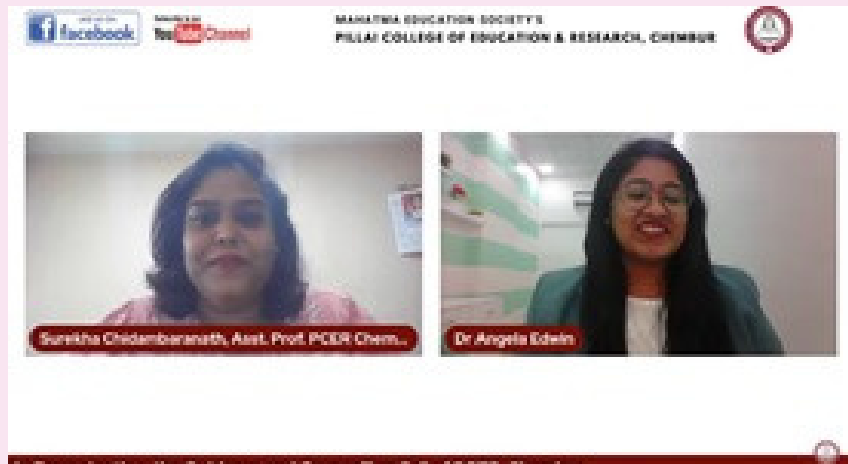 facebook
YouTube Channel
MAHATMA EDUCATION SOCIETY'S
PILLAI COLLEGE OF EDUCATION & RESEARCH, CHEMBUR
Surekha Chidambaranath, Asst. Prof. PCER Chem...
Dr Angela Edwin